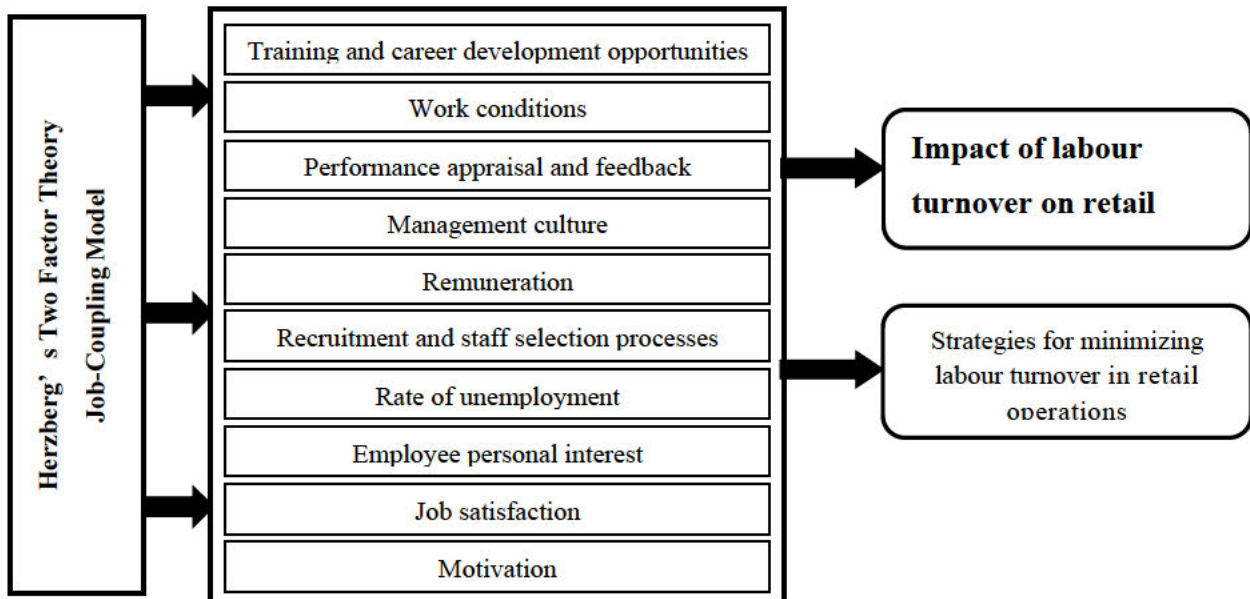 Herzberg’ s Two Factor Theory
Job-Coupling Model
Training and career development opportunities
Work conditions
Performance appraisal and feedback
Management culture
Remuneration
Recruitment and staff selection processes
Rate of unemployment
Employee personal interest
Job satisfaction
Motivation
Impact of labour
turnover on retail
Strategies for minimizing
labour turnover in retail
operations